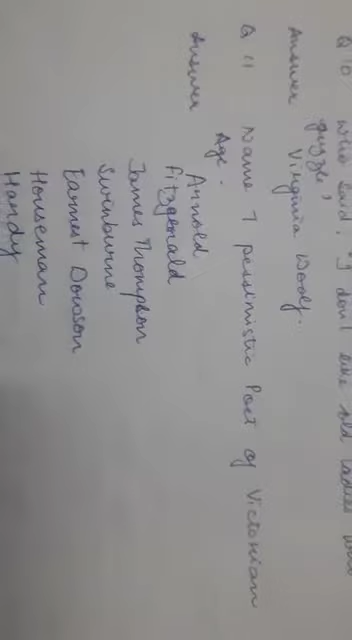 Q 10 who said. "I don't like old ladies who
guzzle"
Answer Virginia Woolf.
Q 11 Name 7 pessimistic Poet of Victorian
Age.
Answer Arnold
Fitzgerald
James Thompson
Swinburne
Earnest Dowson
Houseman
Hardy